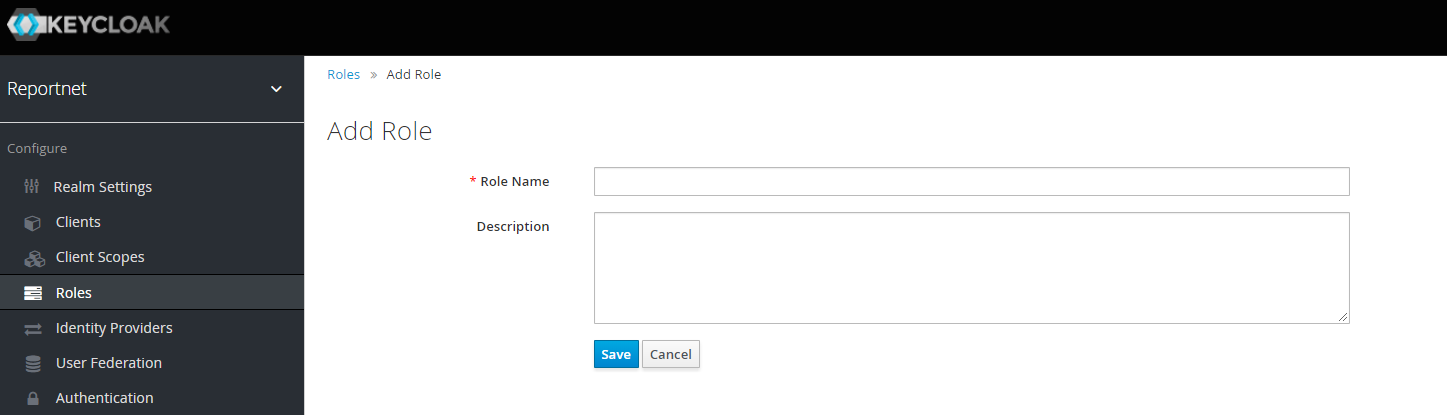 KEYCLOAK
Reportnet
Roles » Add Role
Add Role
Configure
Realm Settings
Clients
Client Scopes
Roles
Identity Providers
User Federation
Authentication
* Role Name
Description
Save Cancel